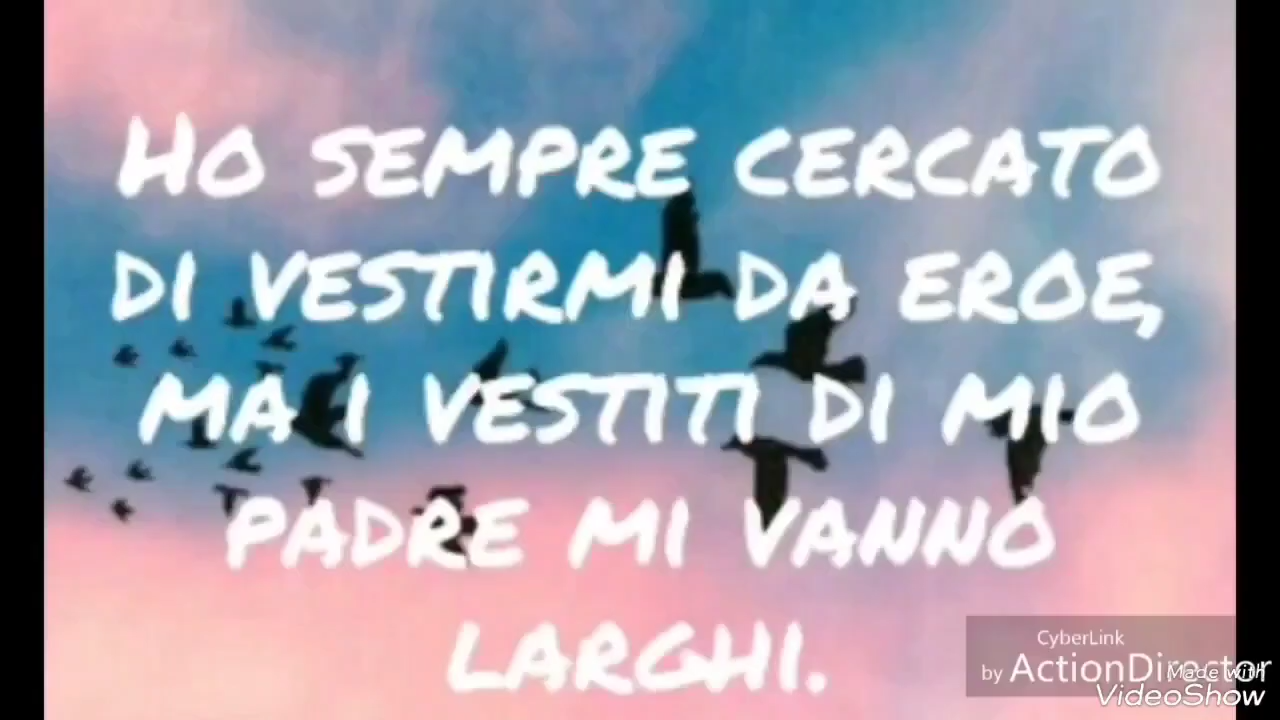 HO SEMPRE CERCATO
DI VESTIRMI DA EROE,
MA I VESTITI DI MIO
PADRE MI VANNO
LARGHI.
CyberLink
by ActionDirector
Made with
VideoShow